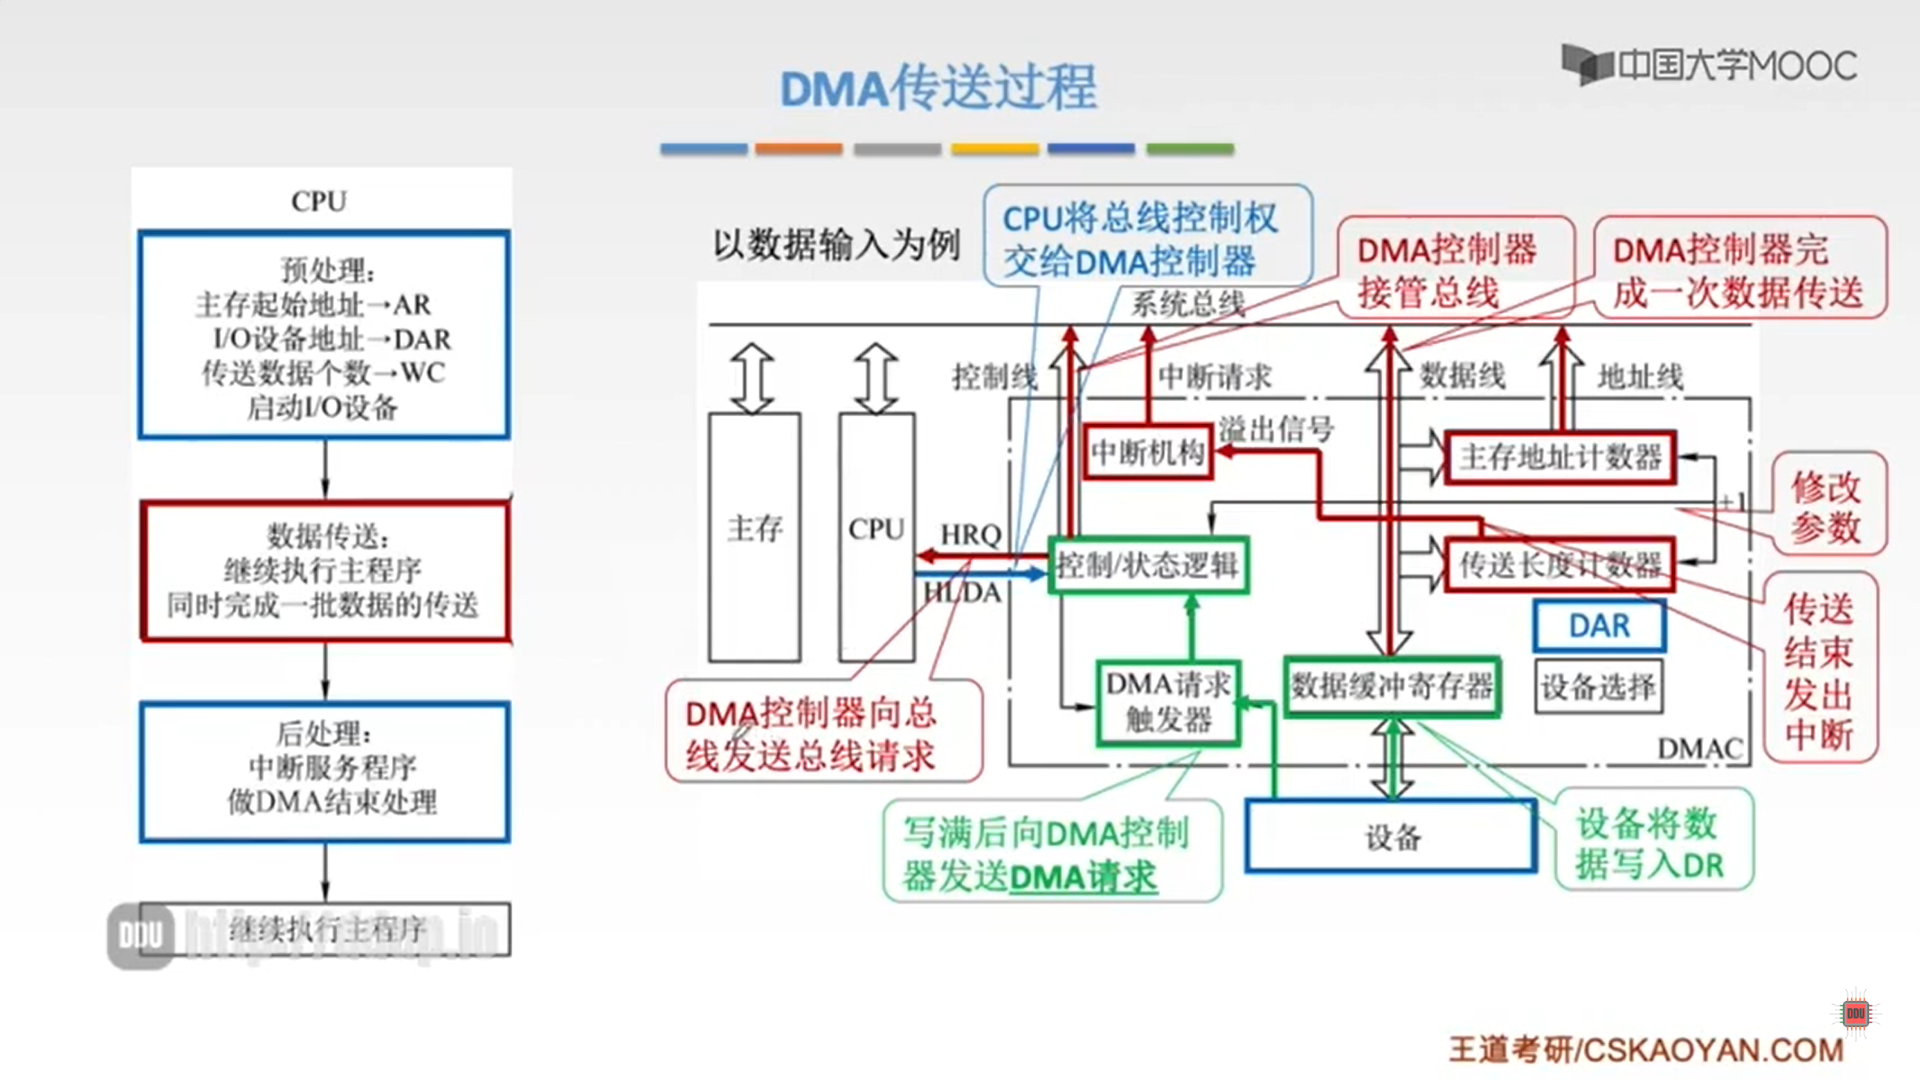 DMA传送过程
中国大学MOOC
CPU
预处理:
主存起始地址→AR
I/O设备地址→DAR
传送数据个数→WC
启动I/O设备
数据传送:
继续执行主程序
同时完成一批数据的传送
后处理:
中断服务程序
做DMA结束处理
继续执行主程序
DDU
以数据输入为例
CPU将总线控制权
交给DMA控制器
DMA控制器
接管总线
DMA控制器完
成一次数据传送
系统总线
控制线
中断请求
数据线
地址线
中断机构
溢出信号
主存地址计数器
+1
修改
参数
主存
CPU
HRQ
HLDA
控制/状态逻辑
传送长度计数器
DAR
设备选择
传送
结束
发出
中断
DMA请求
触发器
数据缓冲寄存器
DMAC
DMA控制器向总
线发送总线请求
写满后向DMA控制
器发送DMA请求
设备
设备将数
据写入DR
DDU
王道考研/CSKAOYAN.COM